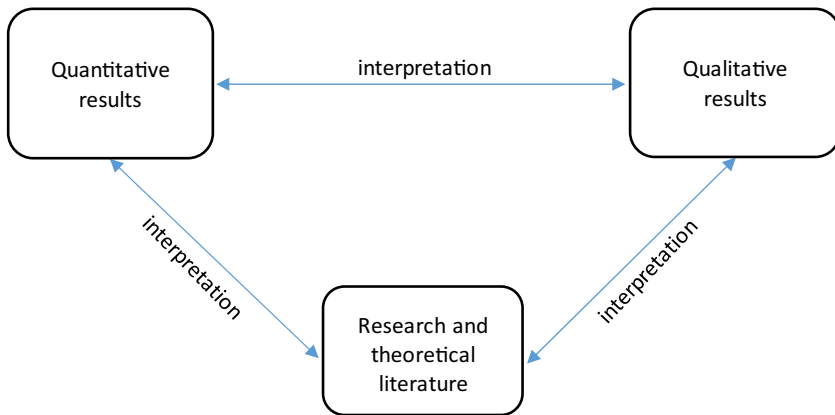 Quantitative
results
interpretation
Qualitative
results
interpretation
interpretation
Research and
theoretical
literature